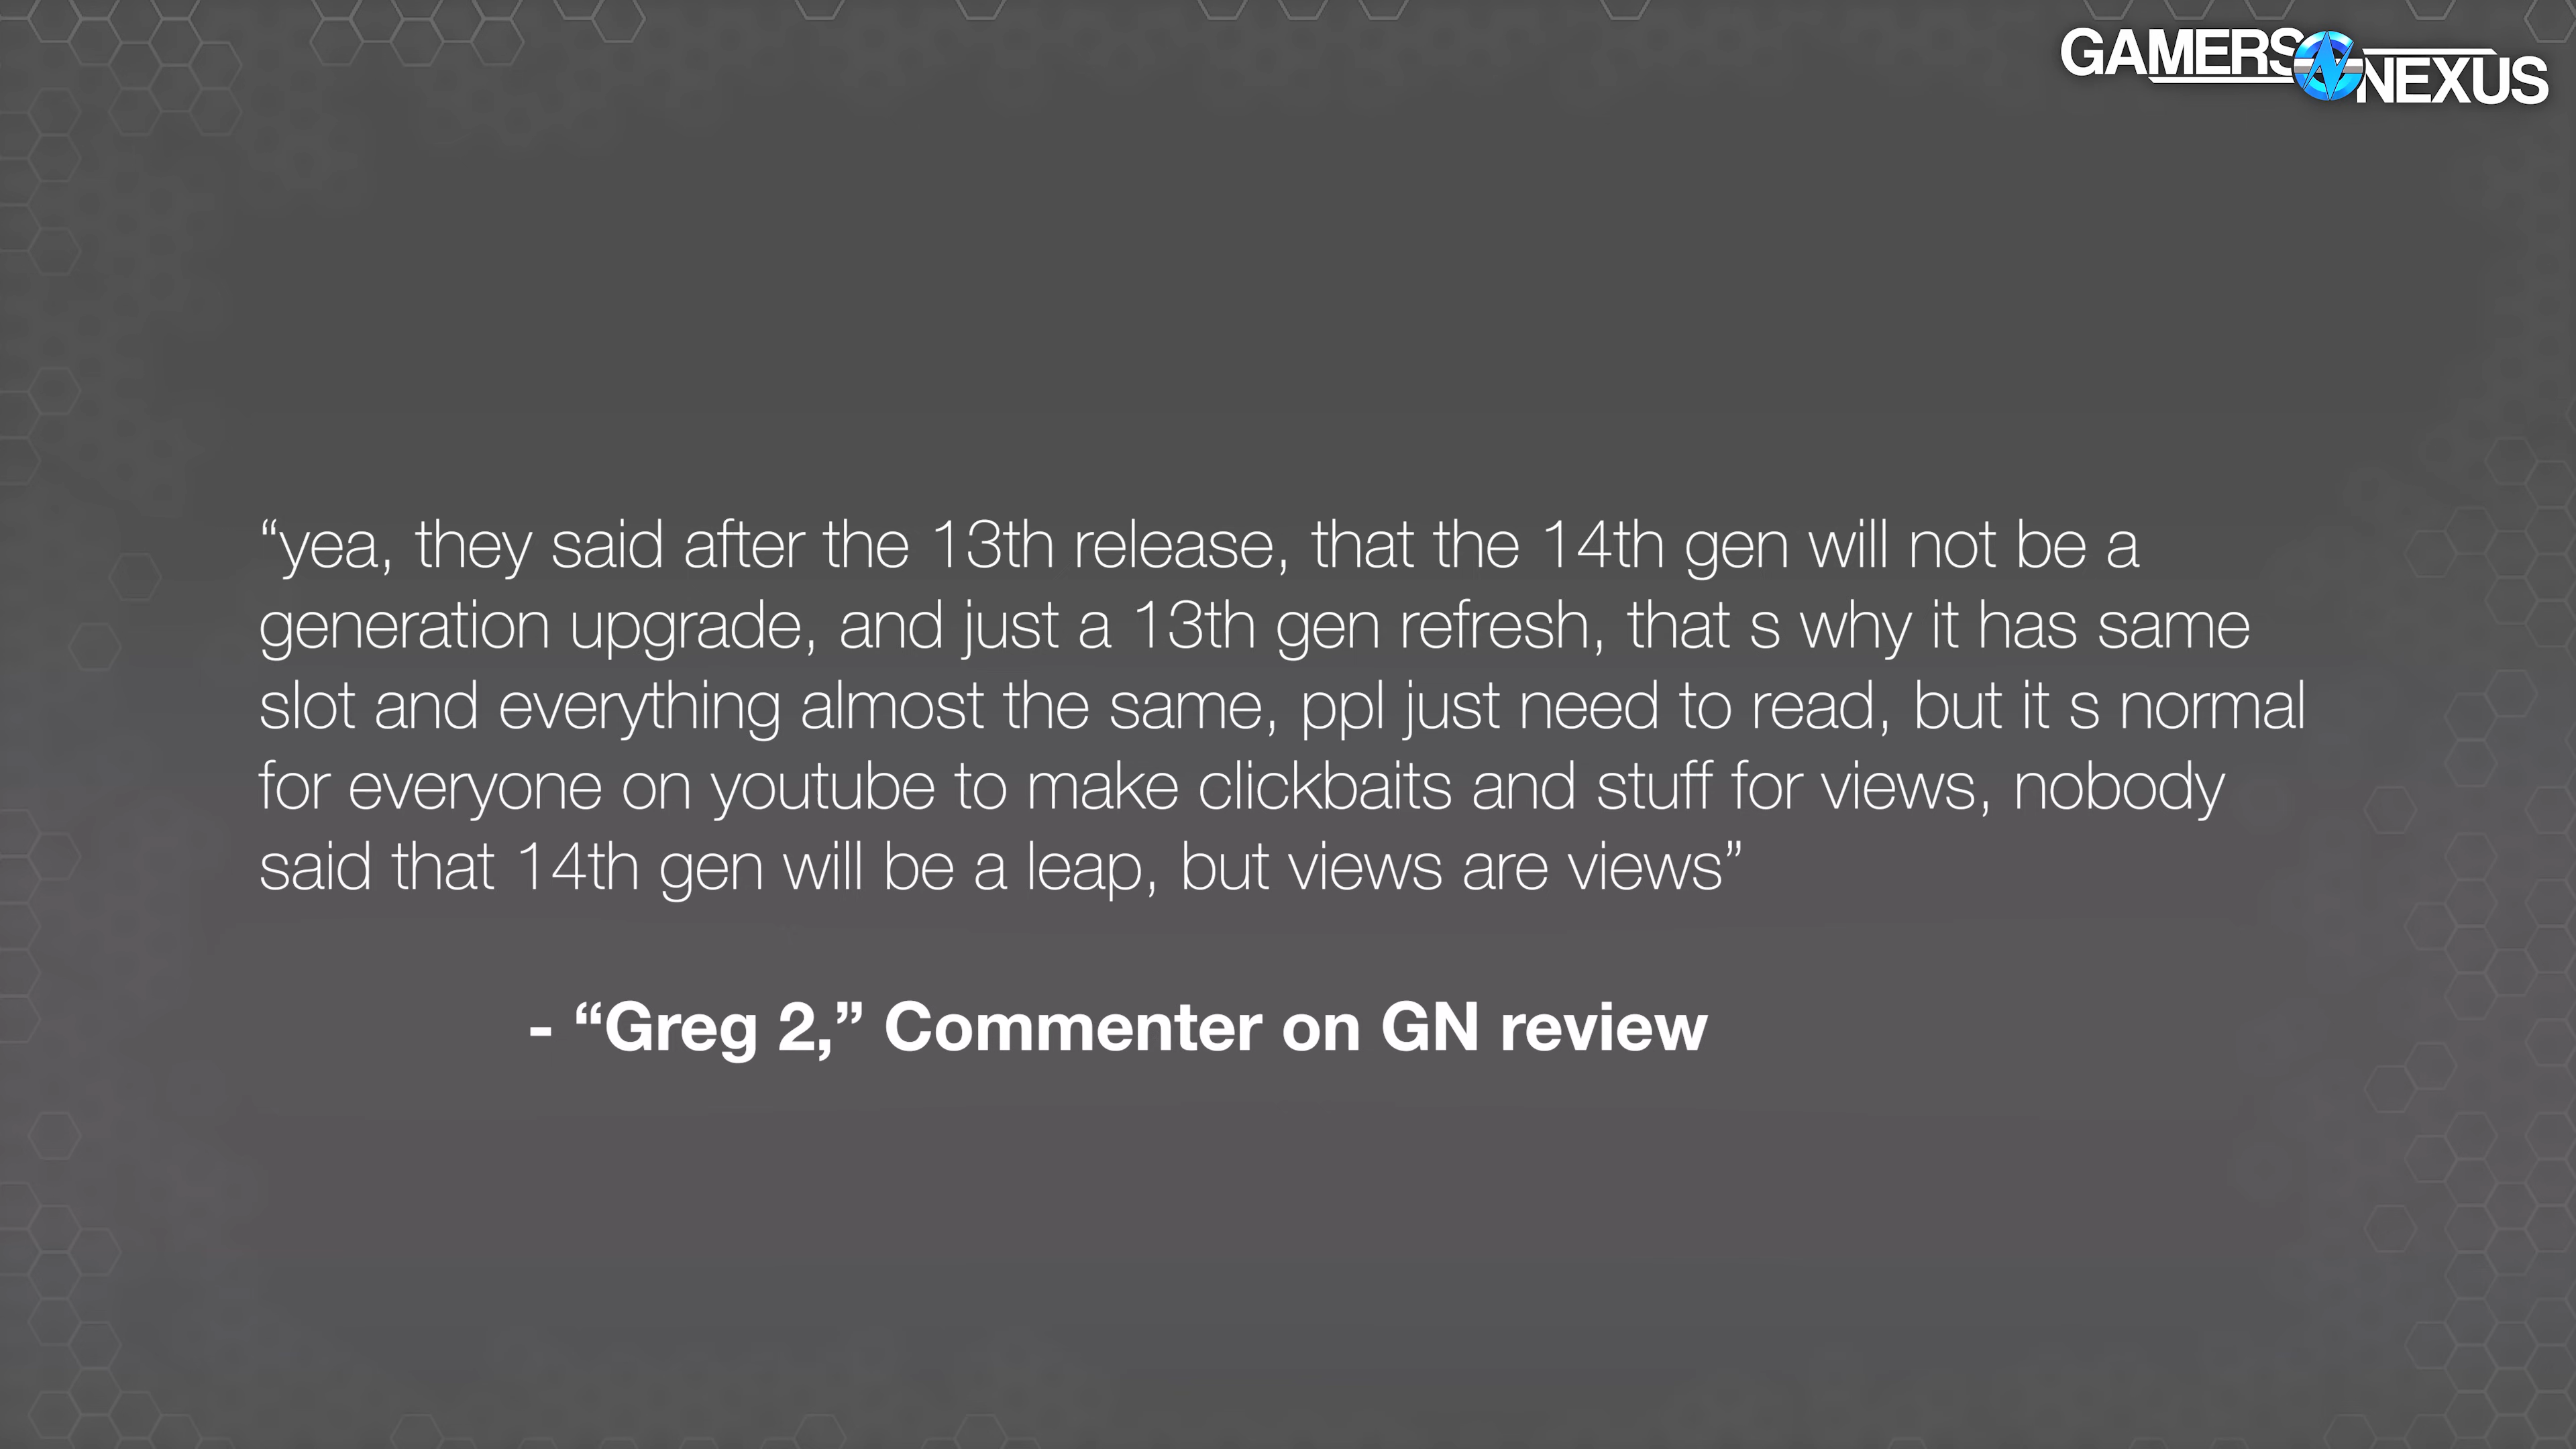 GAMERS NEXUS
“yea, they said after the 13th release, that the 14th gen will not be a
generation upgrade, and just a 13th gen refresh, that s why it has same
slot and everything almost the same, ppl just need to read, but it s normal
for everyone on youtube to make clickbaits and stuff for views, nobody
said that 14th gen will be a leap, but views are views”
- “Greg 2,” Commenter on GN review